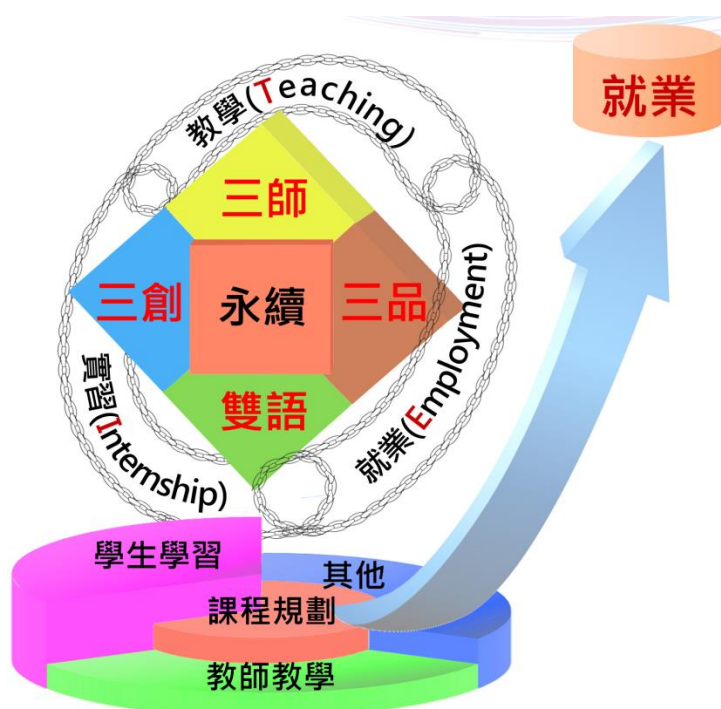 就業
教學(Teaching)
三師
三創
永續
三品
雙語
實習(Internship)
就業(Employment)
學生學習
其他
課程規劃
教師教學